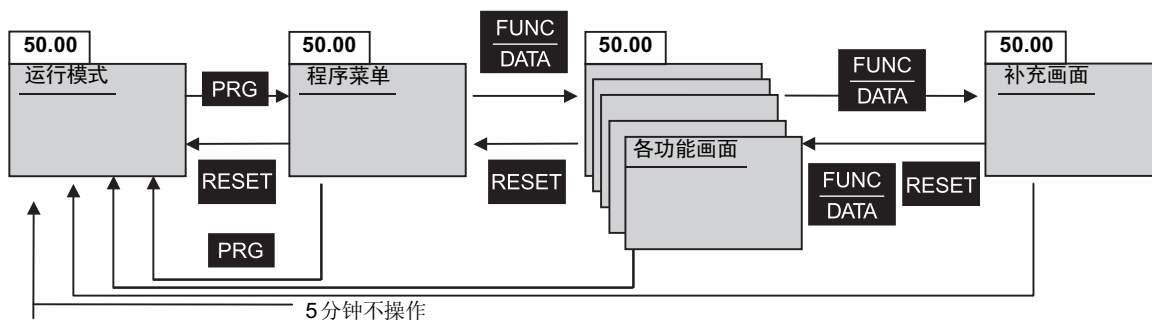 50.00
运行模式
PRG
RESET
50.00
程序菜单
FUNC
DATA
RESET
50.00
各功能画面
FUNC
DATA
FUNC
DATA
RESET
50.00
补充画面
PRG
5分钟不操作